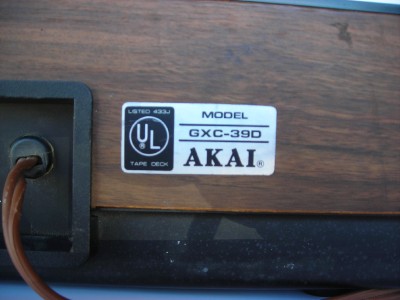 LISTED 433J
UL
TAPE DECK
MODEL
GXC-39D
AKAI®